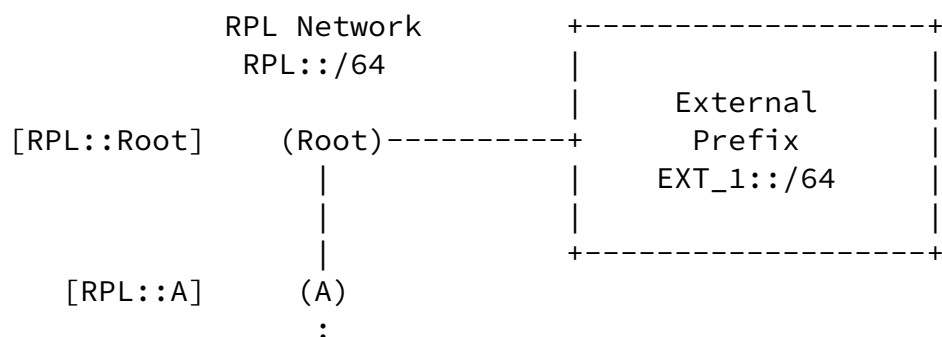 RPL Network
RPL::/64
External
[RPL::Root] (Root) Prefix
EXT_1::/64
[RPL::A] (A)
: